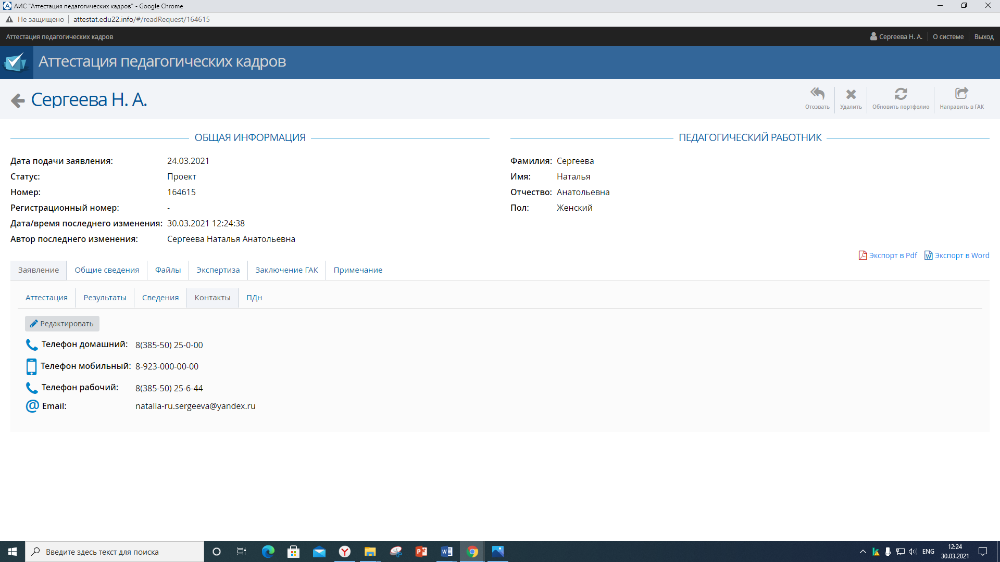 АИС "Аттестация педагогических кадров" - Google Chrome
Не защищено attestat.edu22.info/#/readRequest/164615
Аттестация педагогических кадров Сергеева Н. А. О системе Выход
Аттестация педагогических кадров
Сергеева Н. А. Отозвать Удалить Обновить портфолио Направить в ГАК
ОБЩАЯ ИНФОРМАЦИЯ
Дата подачи заявления: 24.03.2021
Статус: Проект
Номер: 164615
Регистрационный номер: -
Дата/время последнего изменения: 30.03.2021 12:24:38
Автор последнего изменения: Сергеева Наталья Анатольевна
ПЕДАГОГИЧЕСКИЙ РАБОТНИК
Фамилия: Сергеева
Имя: Наталья
Отчество: Анатольевна
Пол: Женский
Экспорт в Pdf Экспорт в Word
Заявление Общие сведения Файлы Экспертиза Заключение ГАК Примечание
Аттестация Результаты Сведения Контакты ПДн
Редактировать
Телефон домашний: 8(385-50) 25-0-00
Телефон мобильный: 8-923-000-00-00
Телефон рабочий: 8(385-50) 25-6-44
Email: natalia-ru.sergeeva@yandex.ru
Введите здесь текст для поиска
ENG
12:24
30.03.2021